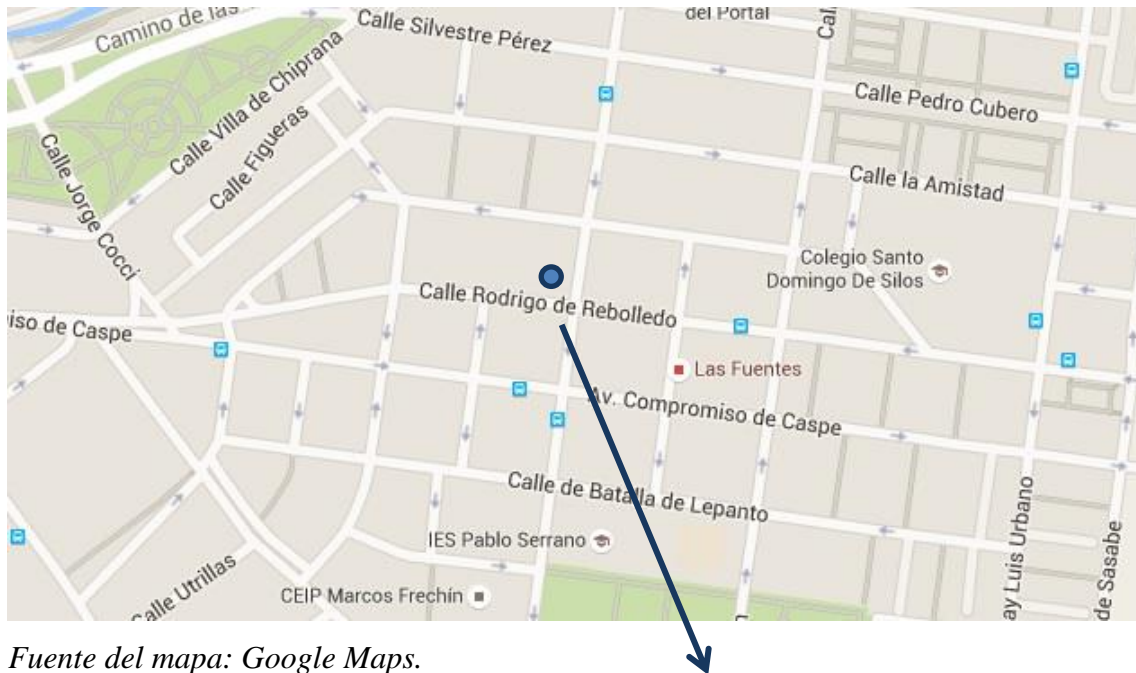 Camino de las
Calle Silvestre Pérez
del Portal
Cal
Calle Villa de Chiprana
Calle Figueras
Calle Pedro Cubero
Calle Jorge Cocci
Calle la Amistad
Colegio Santo
Domingo De Silos
Calle Rodrigo de Rebolledo
iso de Caspe
Las Fuentes
Av. Compromiso de Caspe
Calle de Batalla de Lepanto
IES Pablo Serrano
CEIP Marcos Frechín
alle Utrillas
ay Luis Urbano
de Sasabe
Fuente del mapa: Google Maps.